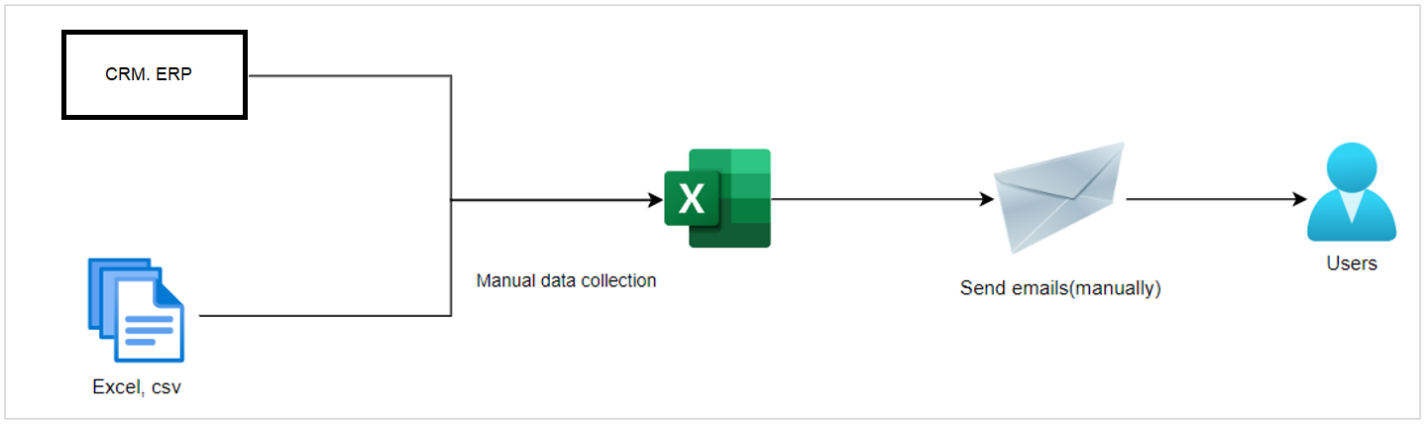 CRM. ERP
X
Manual data collection
Send emails(manually)
Users
Excel, csv